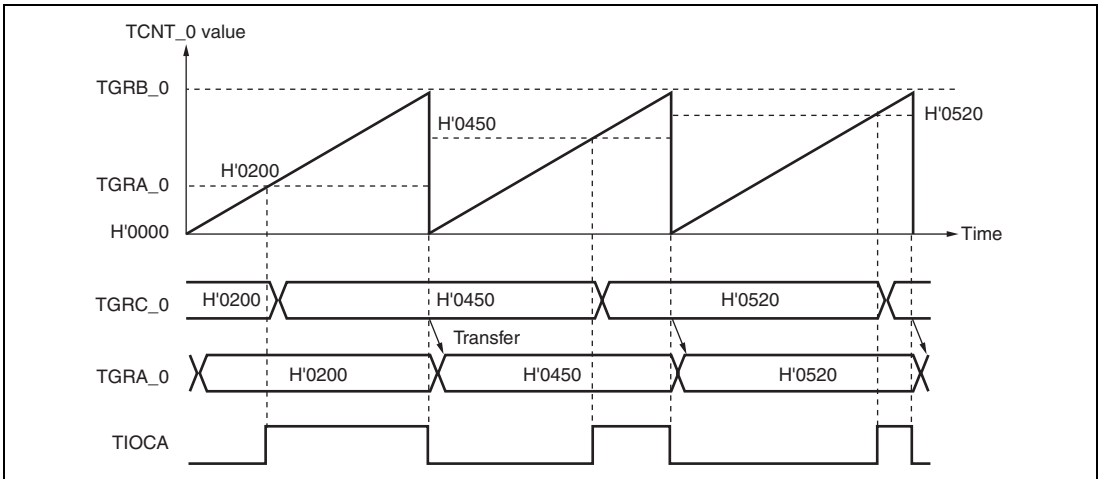 TCNT_0 value
TGRB_0
H'0450
H'0520
H'0200
TGRA_0
H'0000
Time
TGRC_0
H'0200
H'0450
H'0520
Transfer
TGRA_0
H'0200
H'0450
H'0520
TIOCA